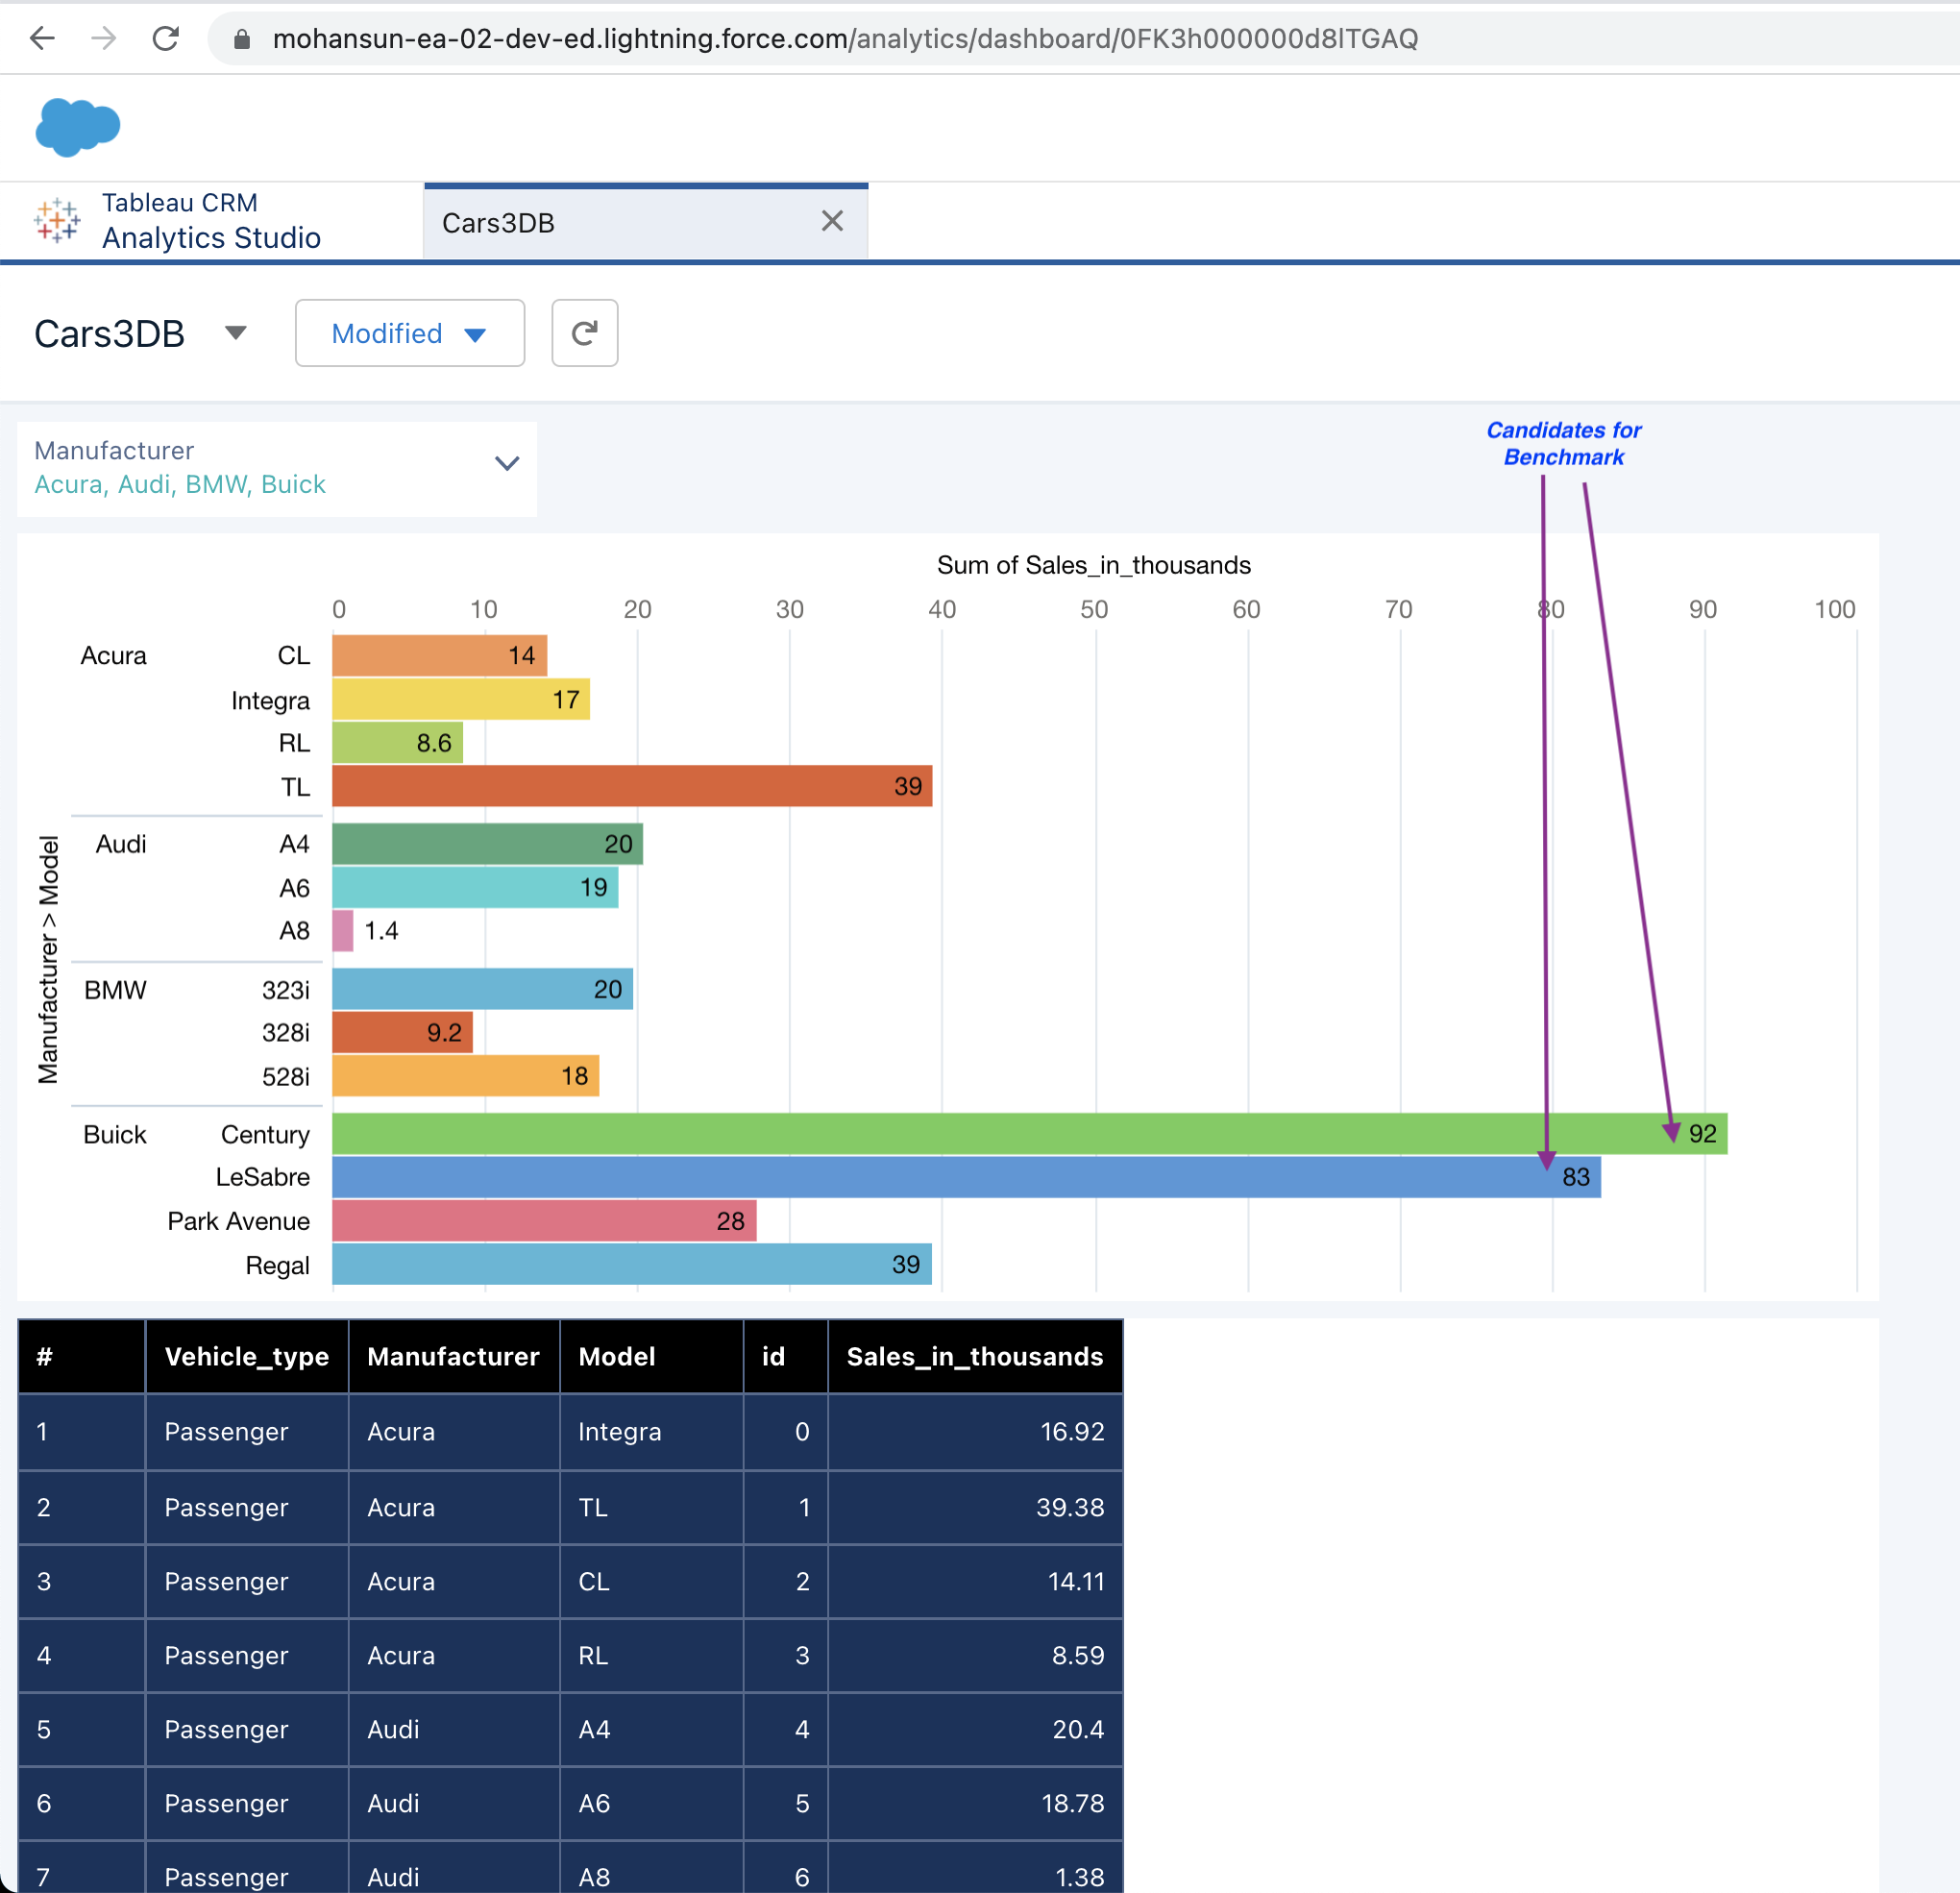 mohansun-ea-02-dev-ed.lightning.force.com/analytics/dashboard/0FK3h000000d8lTGAQ
Tableau CRM
Analytics Studio
Cars3DB
Cars3DB
Modified
Manufacturer
Acura, Audi, BMW, Buick
Candidates for
Benchmark
Sum of Sales_in_thousands
0 10 20 30 40 50 60 70 80 90 100
Manufacturer > Model
Acura CL 14
Integra 17
RL 8.6
TL 39
Audi A4 20
A6 19
A8 1.4
BMW 323i 20
328i 9.2
528i 18
Buick Century 92
LeSabre 83
Park Avenue 28
Regal 39
# Vehicle_type Manufacturer Model id Sales_in_thousands
1 Passenger Acura Integra 0 16.92
2 Passenger Acura TL 1 39.38
3 Passenger Acura CL 2 14.11
4 Passenger Acura RL 3 8.59
5 Passenger Audi A4 4 20.4
6 Passenger Audi A6 5 18.78
7 Passenger Audi A8 6 1.38